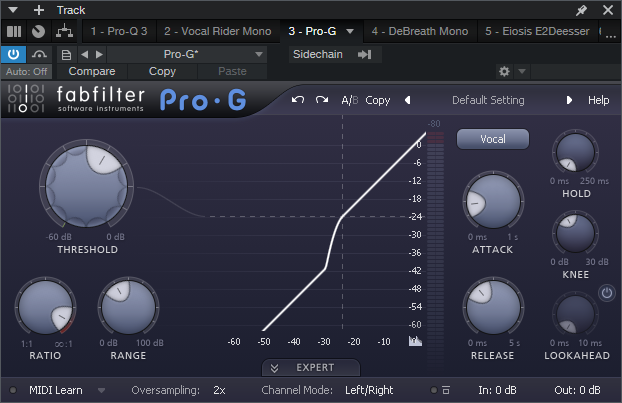 Track
1 - Pro-Q 3 2 - Vocal Rider Mono 3 - Pro-G 4 - DeBreath Mono 5 - Eiosis E2Deesser 6 ...
Pro-G* Sidechain
Auto: Off Compare Copy Paste
fabfilter Pro·G A/B Copy Default Setting Help
software instruments
-80
0
-6
-12
-18
-24
-30
-36
-42
-48
-54
-60
-60 -50 -40 -30 -20 -10 0
-60 dB 0 dB
THRESHOLD
1:1 ∞:1
RATIO
0 dB 100 dB
RANGE
Vocal
0 ms 250 ms
HOLD
0 ms 1 s
ATTACK
0 dB 30 dB
KNEE
0 ms 5 s
RELEASE
0 ms 10 ms
LOOKAHEAD
EXPERT
MIDI Learn Oversampling: 2x Channel Mode: Left/Right In: 0 dB Out: 0 dB